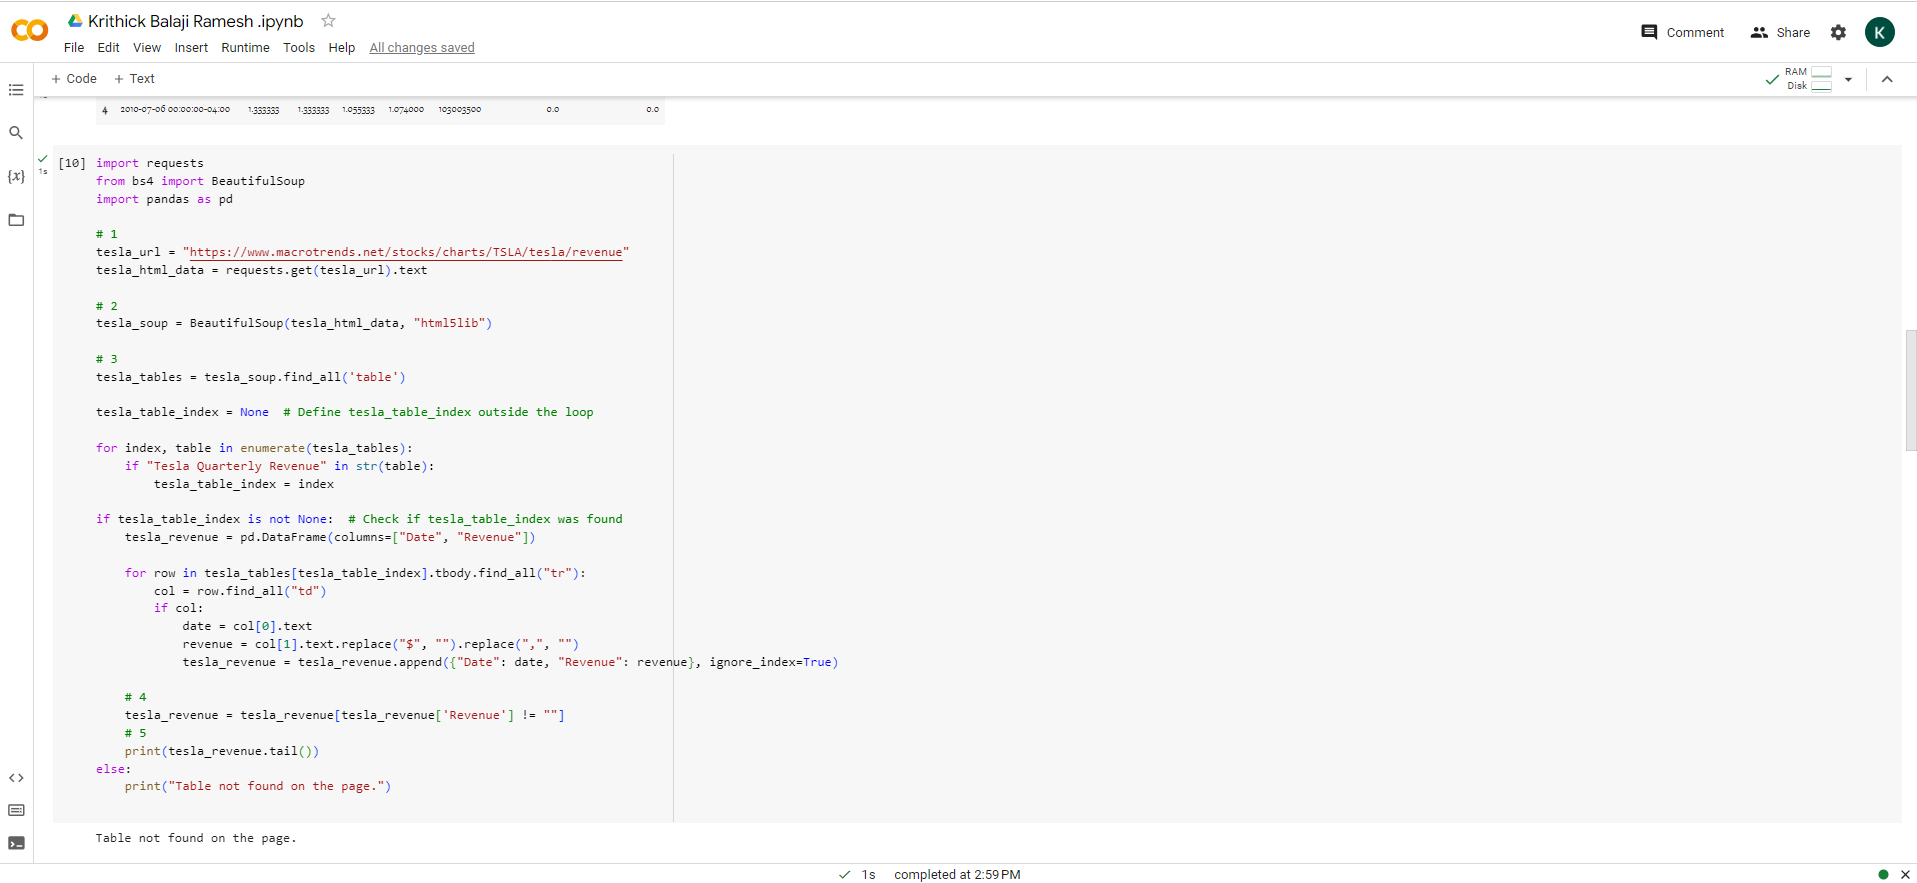 Krithick Balaji Ramesh .ipynb
File Edit View Insert Runtime Tools Help All changes saved
Comment Share K
+ Code + Text
RAM
Disk
4 2010-07-06 00:00:00-04:00 1.333333 1.333333 1.055333 1.074000 103003500 0.0 0.0
1s
[10] import requests
from bs4 import BeautifulSoup
import pandas as pd
# 1
tesla_url = "https://www.macrotrends.net/stocks/charts/TSLA/tesla/revenue"
tesla_html_data = requests.get(tesla_url).text
# 2
tesla_soup = BeautifulSoup(tesla_html_data, "html5lib")
# 3
tesla_tables = tesla_soup.find_all('table')
tesla_table_index = None  # Define tesla_table_index outside the loop
for index, table in enumerate(tesla_tables):
    if "Tesla Quarterly Revenue" in str(table):
        tesla_table_index = index
if tesla_table_index is not None:  # Check if tesla_table_index was found
    tesla_revenue = pd.DataFrame(columns=["Date", "Revenue"])
    for row in tesla_tables[tesla_table_index].tbody.find_all("tr"):
        col = row.find_all("td")
        if col:
            date = col[0].text
            revenue = col[1].text.replace("$", "").replace(",", "")
            tesla_revenue = tesla_revenue.append({"Date": date, "Revenue": revenue}, ignore_index=True)
    # 4
    tesla_revenue = tesla_revenue[tesla_revenue['Revenue'] != ""]
    # 5
    print(tesla_revenue.tail())
else:
    print("Table not found on the page.")
Table not found on the page.
1s completed at 2:59 PM